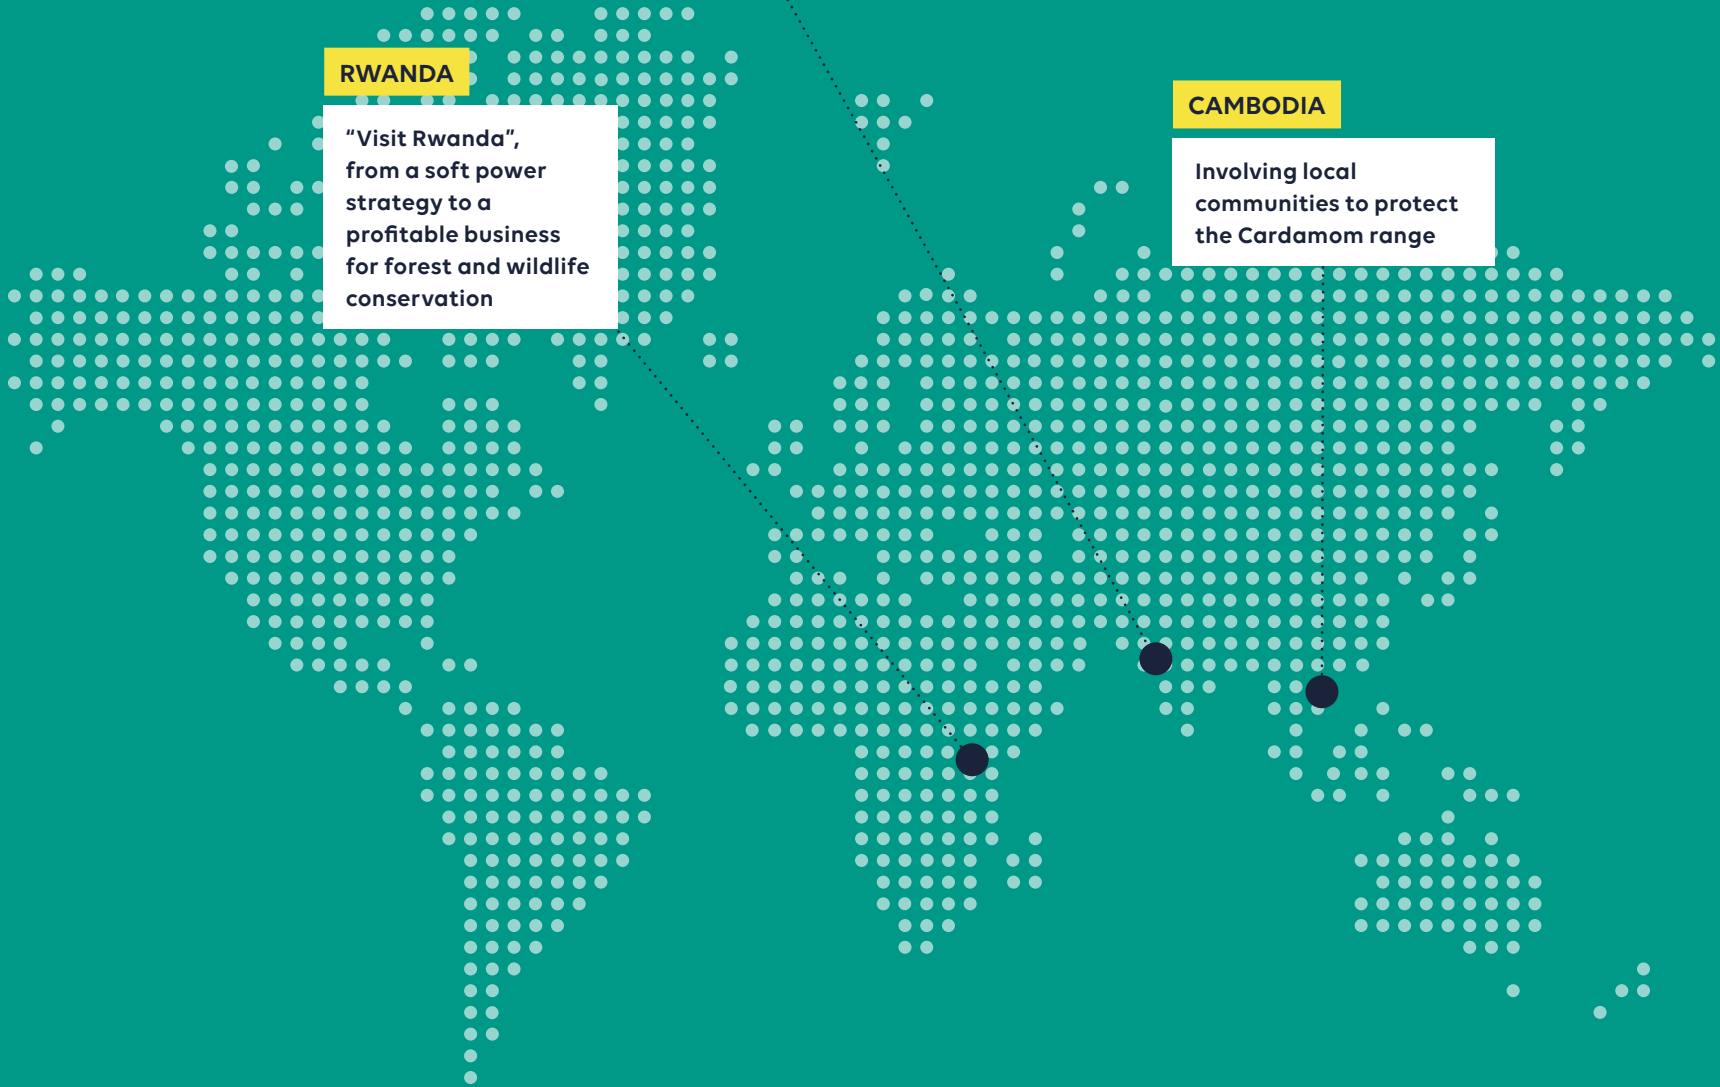 RWANDA
“Visit Rwanda”,
from a soft power
strategy to a
profitable business
for forest and wildlife
conservation
CAMBODIA
Involving local
communities to protect
the Cardamom range